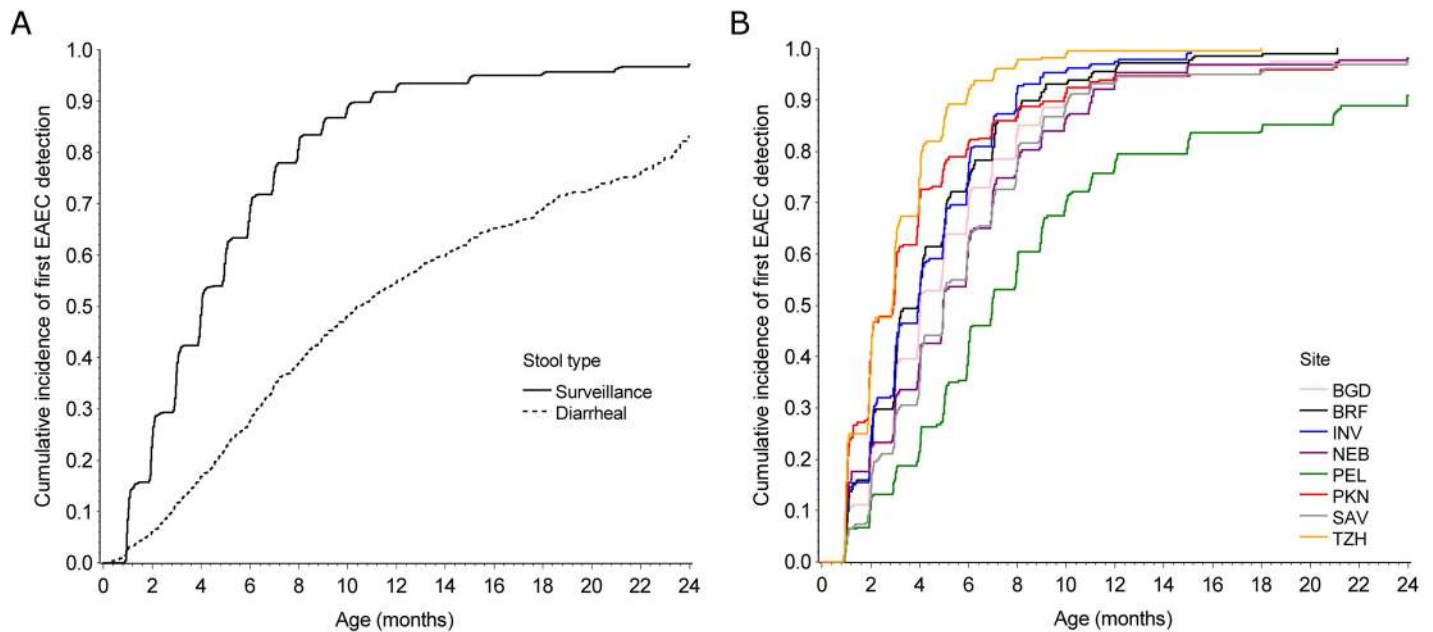 A
Cumulative incidence of first EAEC detection
1.0
0.9
0.8
0.7
0.6
0.5
0.4
0.3
0.2
0.1
0.0
0 2 4 6 8 10 12 14 16 18 20 22 24
Age (months)
Stool type
Surveillance
Diarrheal
B
Cumulative incidence of first EAEC detection
1.0
0.9
0.8
0.7
0.6
0.5
0.4
0.3
0.2
0.1
0.0
0 2 4 6 8 10 12 14 16 18 20 22 24
Age (months)
Site
BGD
BRF
INV
NEB
PEL
PKN
SAV
TZH